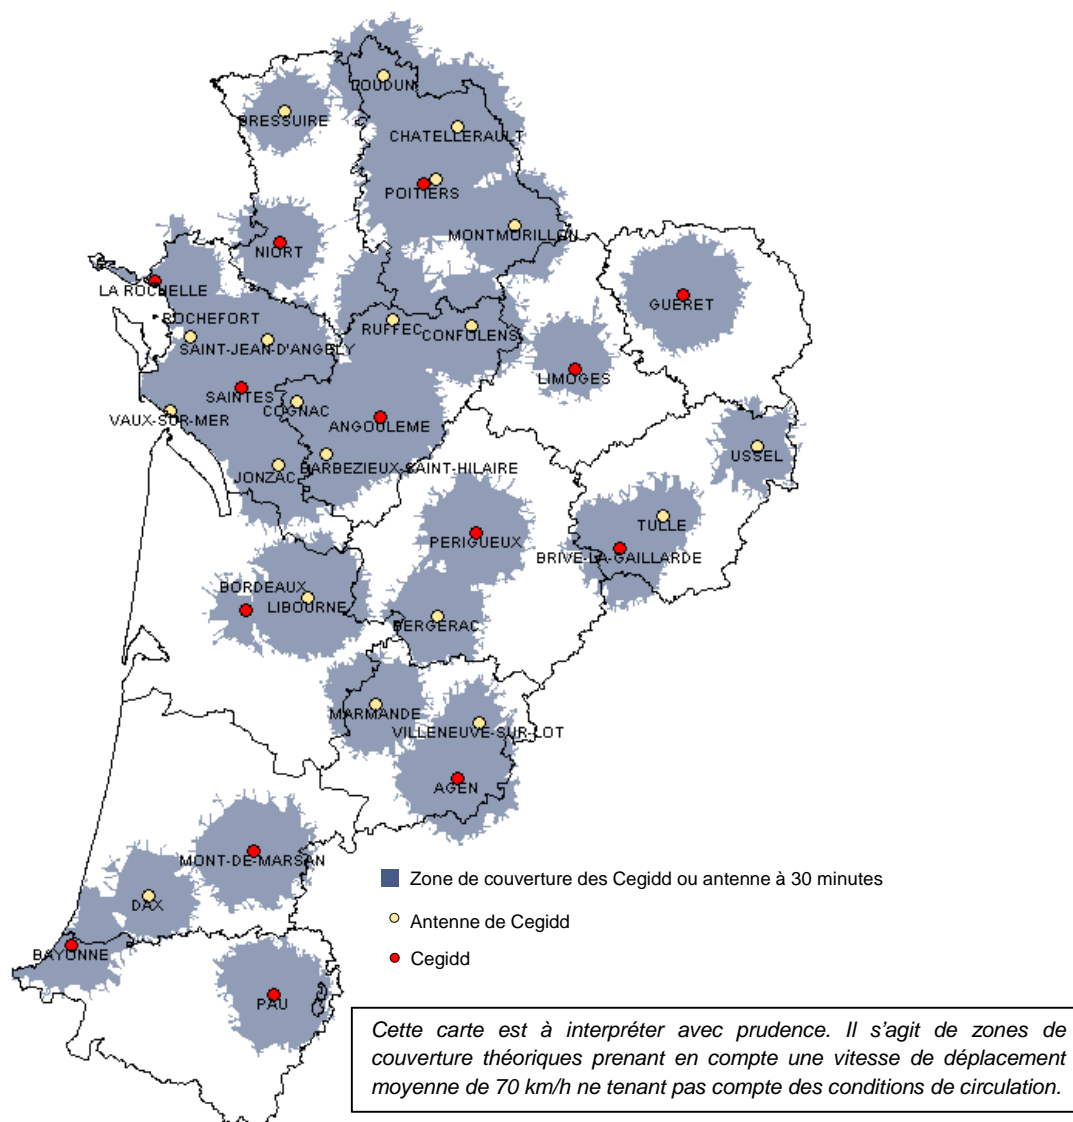 LOUDUN
BRESSUIRE
CHATELLERAULT
POITIERS
MONTMORILLON
NIORT
LA ROCHELLE
GUERET
ROCHEFORT
RUFFEC
CONFOLENS
SAINT-JEAN-D'ANGELY
LIMOGES
SAINTES
COGNAC
VAUX-SUR-MER
ANGOULEME
USSEL
BARBEZIEUX-SAINT-HILAIRE
JONZAC
TULLE
PERIGUEUX
BRIVE-LA-GAILLARDE
BORDEAUX
LIBOURNE
BERGERAC
MARMANDE
VILLENEUVE-SUR-LOT
AGEN
MONT-DE-MARSAN
DAX
BAYONNE
PAU
Zone de couverture des Cegidd ou antenne à 30 minutes
Antenne de Cegidd
Cegidd
Cette carte est à interpréter avec prudence. Il s’agit de zones de
couverture théoriques prenant en compte une vitesse de déplacement
moyenne de 70 km/h ne tenant pas compte des conditions de circulation.